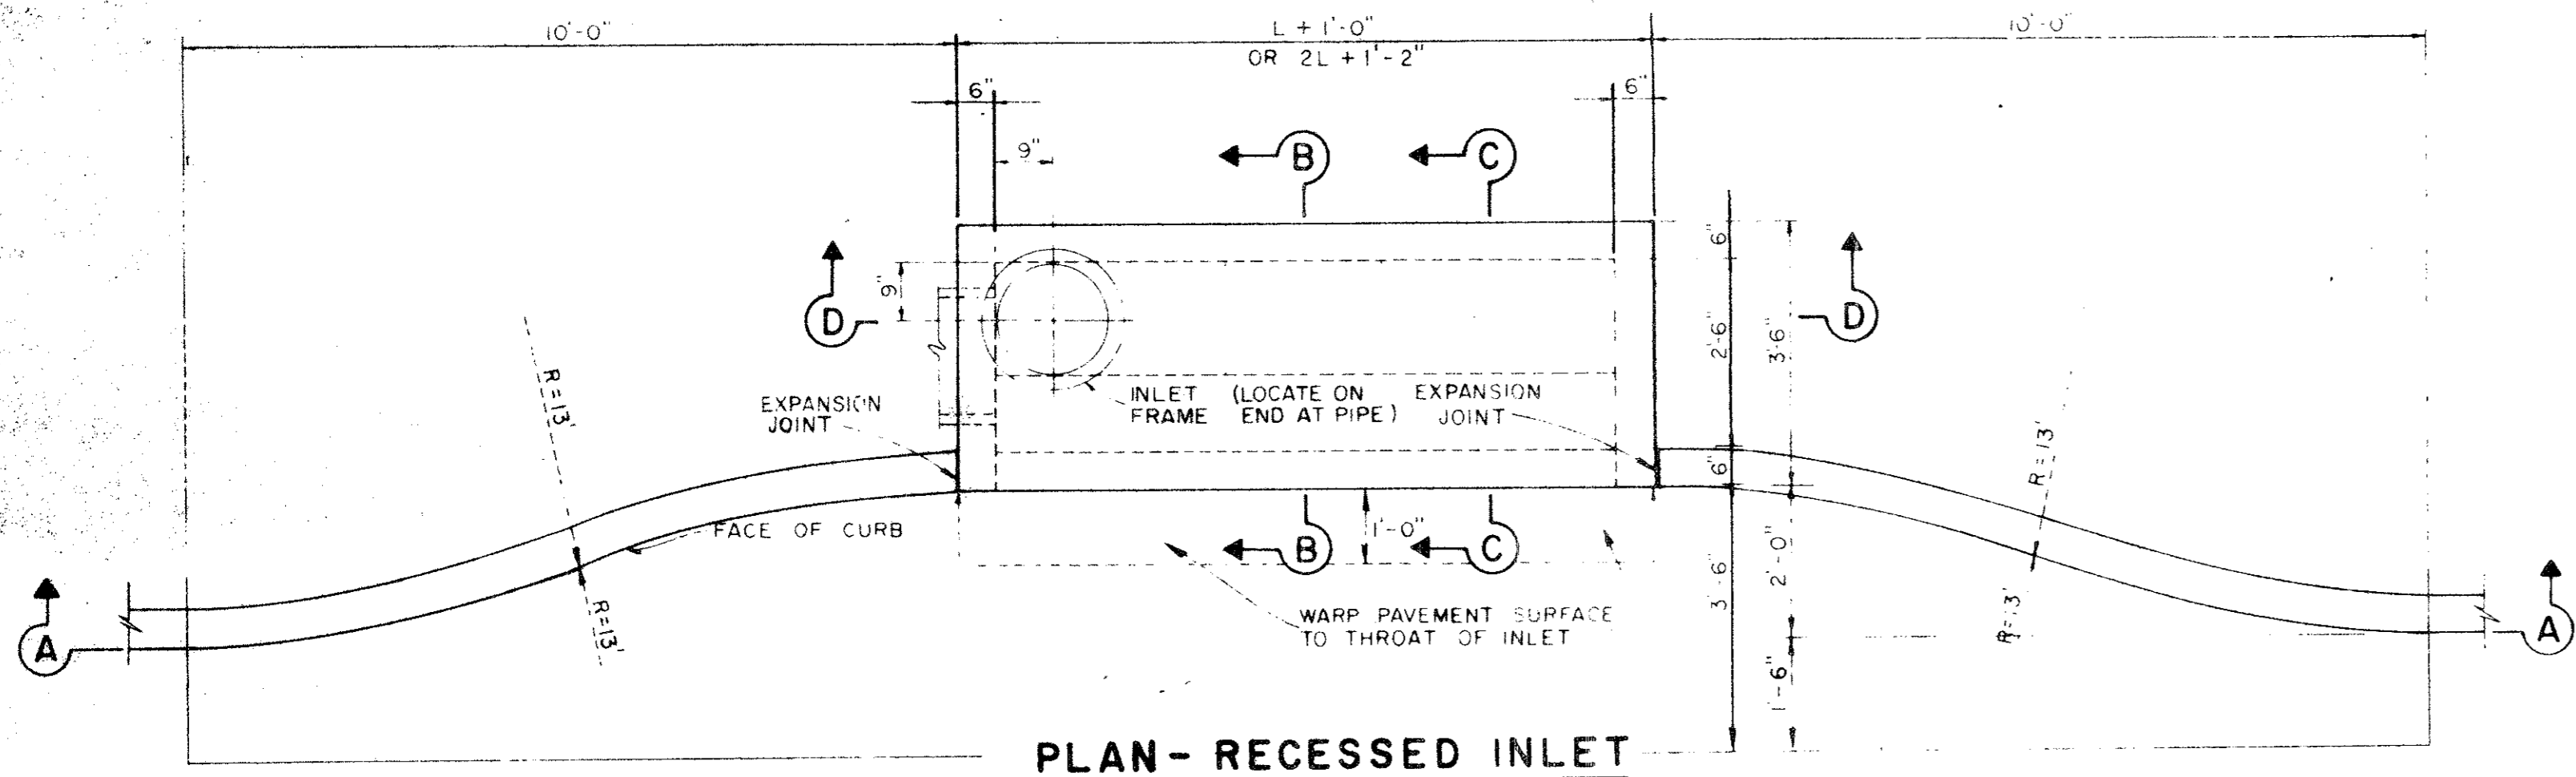 10'-0"
L + 1'-0"
OR 2L + 1'-2"
10'-0"
6"
6"
9"
B
C
D
9"
6"
2'-6"
3'-6"
D
R=13'
EXPANSION
JOINT
INLET (LOCATE ON
FRAME END AT PIPE)
EXPANSION
JOINT
R=13'
6"
FACE OF CURB
B
1'-0"
C
2'-0"
3'-6"
A
R=13'
WARP PAVEMENT SURFACE
TO THROAT OF INLET
R=13'
A
1'-6"
PLAN- RECESSED INLET